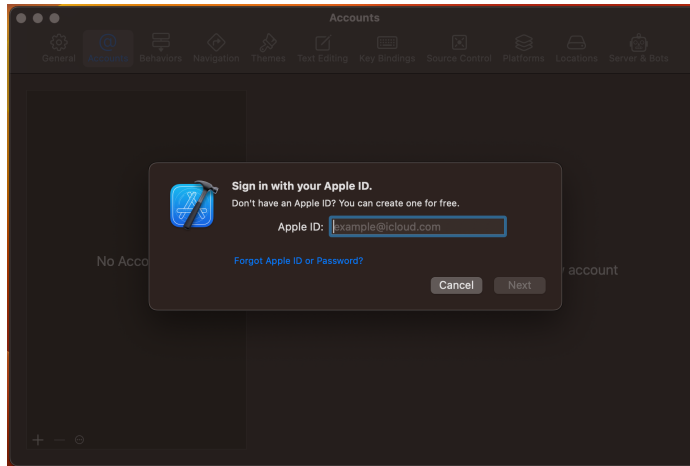 Accounts
General Accounts Behaviors Navigation Themes Text Editing Key Bindings Source Control Platforms Locations Server & Bots
Sign in with your Apple ID.
Don't have an Apple ID? You can create one for free.
Apple ID: example@icloud.com
No Acco
Forgot Apple ID or Password?
account
Cancel Next